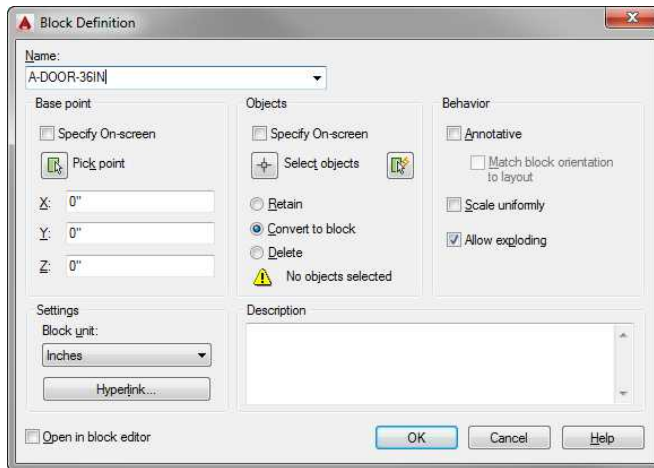 Block Definition
Name:
A-DOOR-36IN
Base point
Specify On-screen
Pick point
X: 0"
Y: 0"
Z: 0"
Objects
Specify On-screen
Select objects
Retain
Convert to block
Delete
No objects selected
Behavior
Annotative
Match block orientation
to layout
Scale uniformly
Allow exploding
Settings
Block unit:
Inches
Hyperlink...
Description
Open in block editor
OK Cancel Help